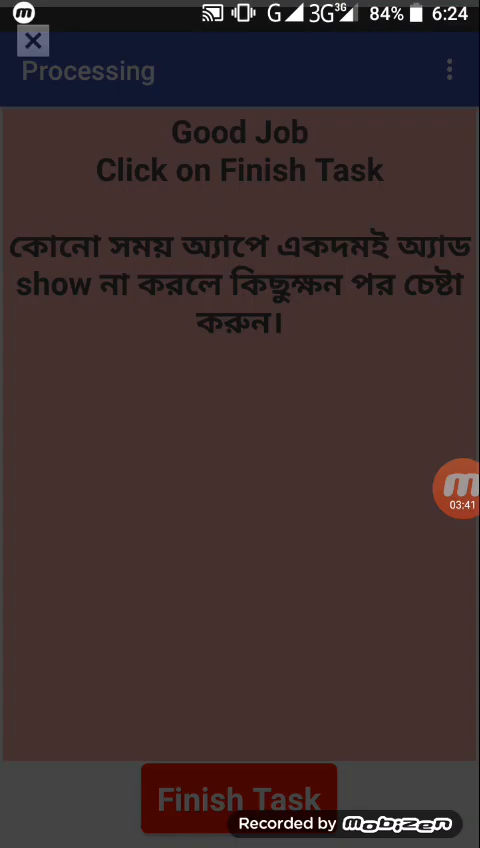 G 3G 3G 84% 6:24
Processing
Good Job
Click on Finish Task
কোনো সময় অ্যাপে একদমই অ্যাড
show না করলে কিছুক্ষন পর চেষ্টা
করুন।
03:41
Finish Task
Recorded by mobizen